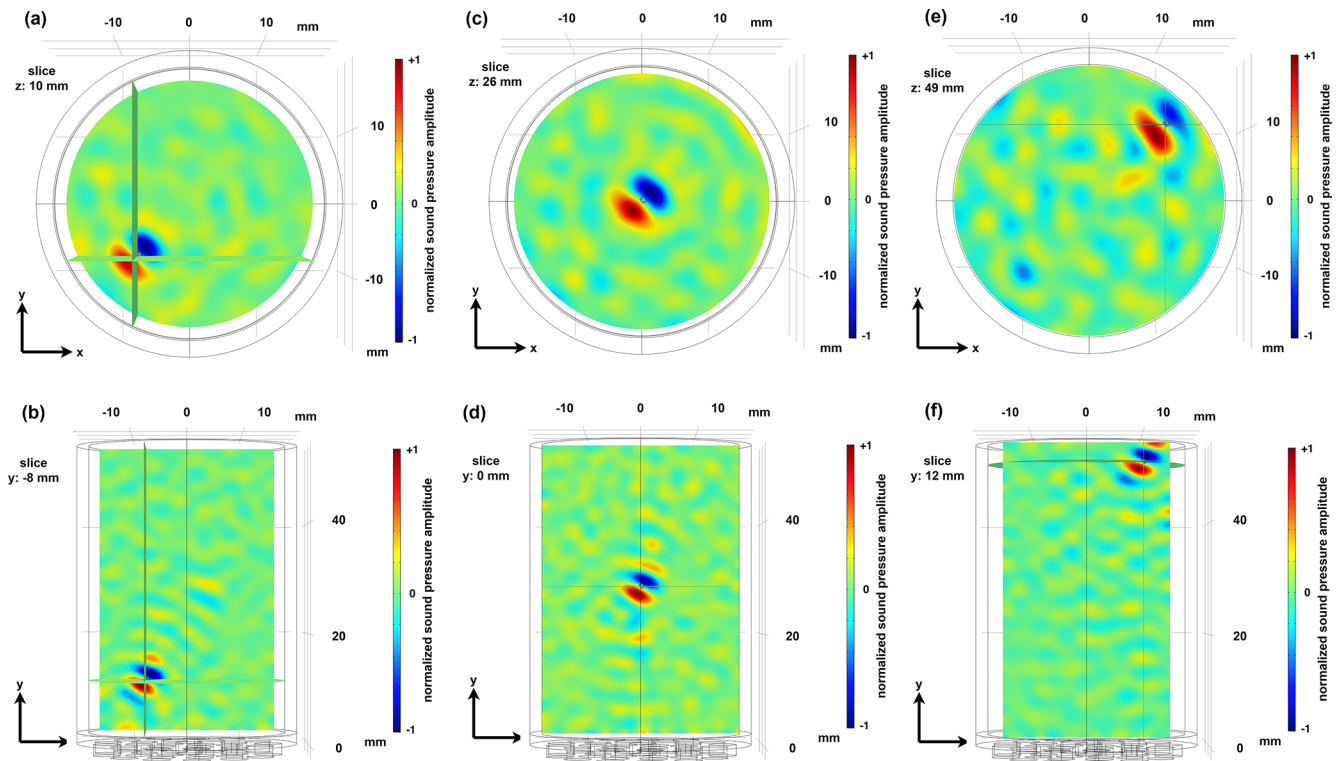 (a)
-10 0 10 mm
slice
z: 10 mm
+1
10
0
0
-10
-1
mm
normalized sound pressure amplitude
y
x
(c)
-10 0 10 mm
slice
z: 26 mm
+1
10
0
0
-10
-1
mm
normalized sound pressure amplitude
y
x
(e)
-10 0 10 mm
slice
z: 49 mm
+1
10
0
0
-10
-1
mm
normalized sound pressure amplitude
y
x
(b)
-10 0 10 mm
slice
y: -8 mm
+1
40
0
20
-1
0 mm
normalized sound pressure amplitude
y
(d)
-10 0 10 mm
slice
y: 0 mm
+1
40
0
20
-1
0 mm
normalized sound pressure amplitude
y
(f)
-10 0 10 mm
slice
y: 12 mm
+1
40
0
20
-1
0 mm
normalized sound pressure amplitude
y